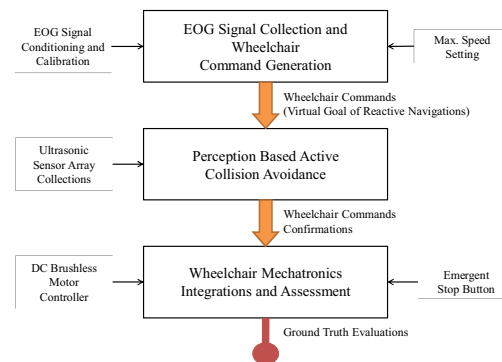 EOG Signal
Conditioning and
Calibration
EOG Signal Collection and
Wheelchair
Command Generation
Max. Speed
Setting
Wheelchair Commands
(Virtual Goal of Reactive Navigations)
Ultrasonic
Sensor Array
Collections
Perception Based Active
Collision Avoidance
Wheelchair Commands
Confirmations
DC Brushless
Motor
Controller
Wheelchair Mechatronics
Integrations and Assessment
Emergent
Stop Button
Ground Truth Evaluations